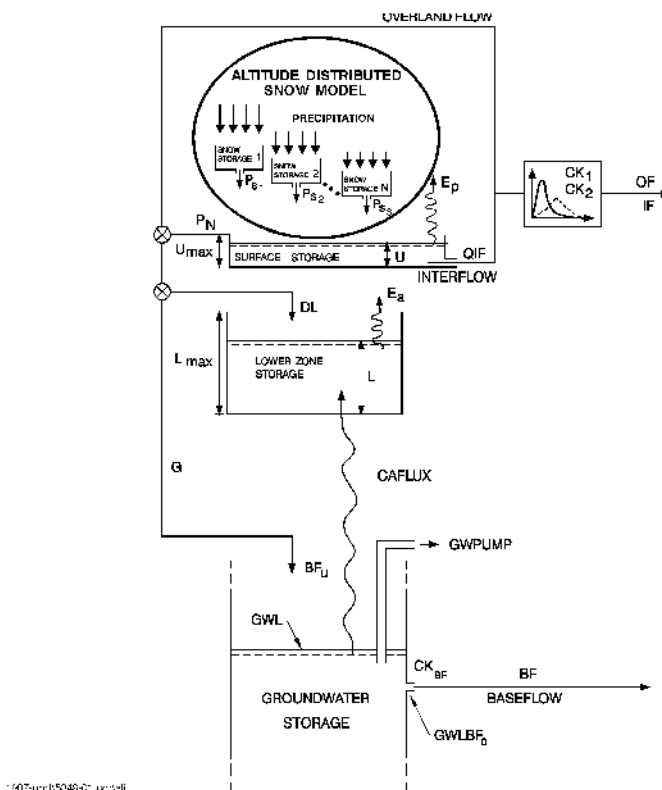 OVERLAND FLOW
ALTITUDE DISTRIBUTED
SNOW MODEL
PRECIPITATION
SNOW
STORAGE 1
SNOW
STORAGE 2
SNOW
STORAGE N
PS1
PS2
PS
Ep
CK1
CK2
OF
IF
PN
Umax
SURFACE STORAGE
U
QIF
INTERFLOW
DL
Ea
Lmax
LOWER ZONE
STORAGE
L
G
CAFLUX
GWPUMP
BFU
GWL
CKBF
BF
BASEFLOW
GROUNDWATER
STORAGE
GWLBF0